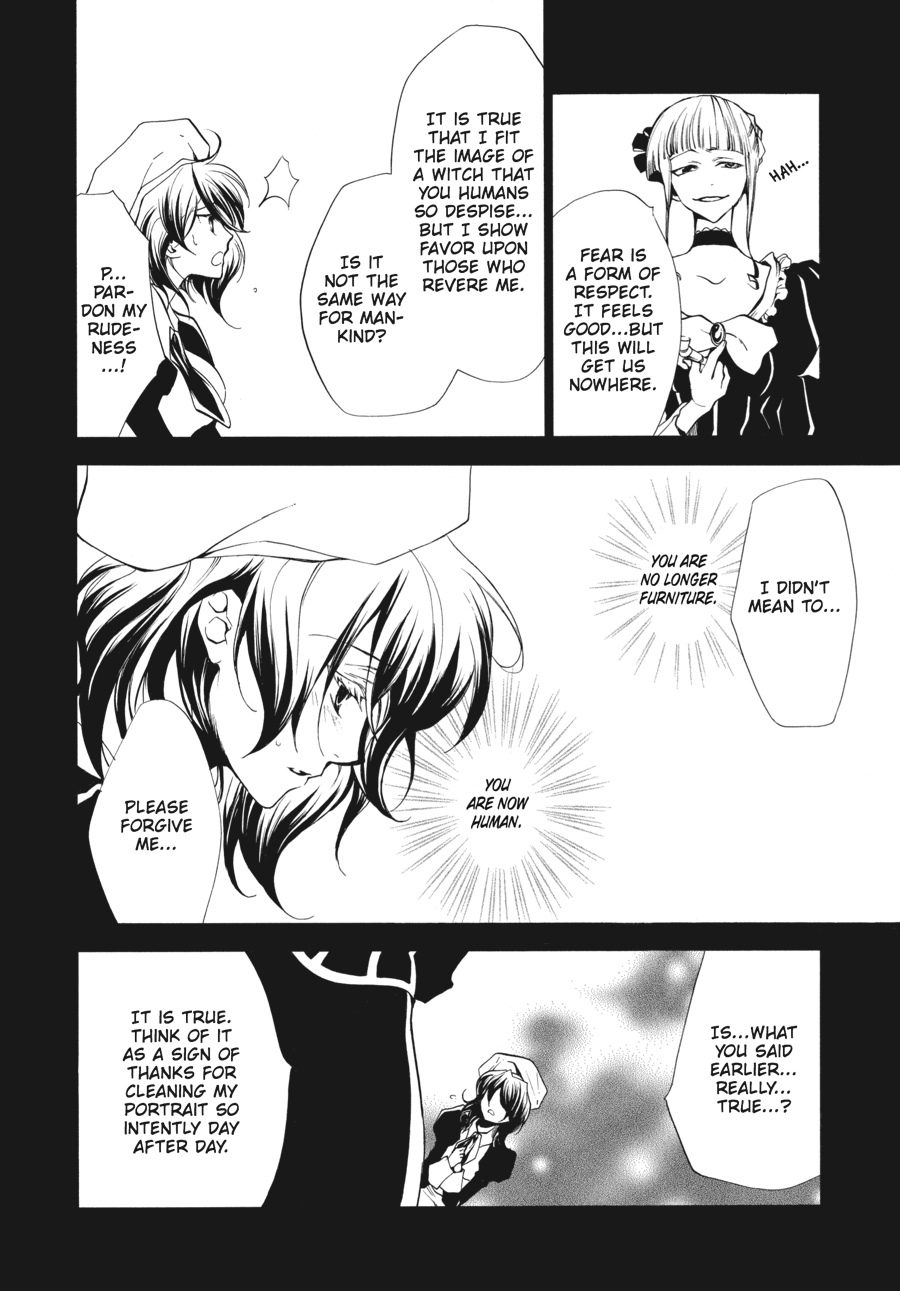 HAH...
FEAR IS
A FORM OF
RESPECT.
IT FEELS
GOOD...BUT
THIS WILL
GET US
NOWHERE.
IT IS TRUE
THAT I FIT
THE IMAGE OF
A WITCH THAT
YOU HUMANS
SO DESPISE...
BUT I SHOW
FAVOR UPON
THOSE WHO
REVERE ME.
IS IT
NOT THE
SAME WAY
FOR MAN-
KIND?
P...
PAR-
DON MY
RUDE-
NESS
...!
I DIDN'T
MEAN TO...
YOU ARE
NO LONGER
FURNITURE.
YOU
ARE NOW
HUMAN.
PLEASE
FORGIVE
ME...
IS...WHAT
YOU SAID
EARLIER...
REALLY...
TRUE...?
IT IS TRUE.
THINK OF IT
AS A SIGN OF
THANKS FOR
CLEANING MY
PORTRAIT SO
INTENTLY DAY
AFTER DAY.